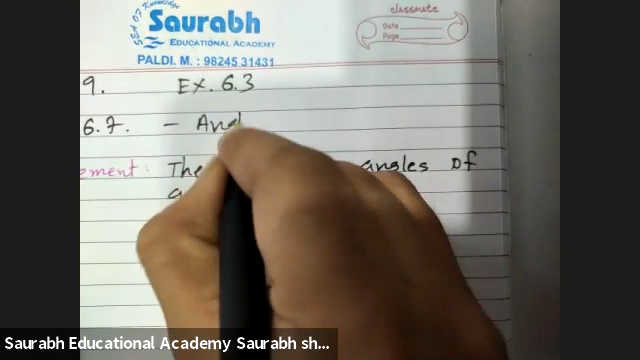 SEA OF Knowledge
Saurabh
EDUCATIONAL ACADEMY
PALDI. M. : 98245 31431
classmate
Date
Page
9. Ex. 6.3
6.7. - Ang
ement: The angles of
Saurabh Educational Academy Saurabh sh...